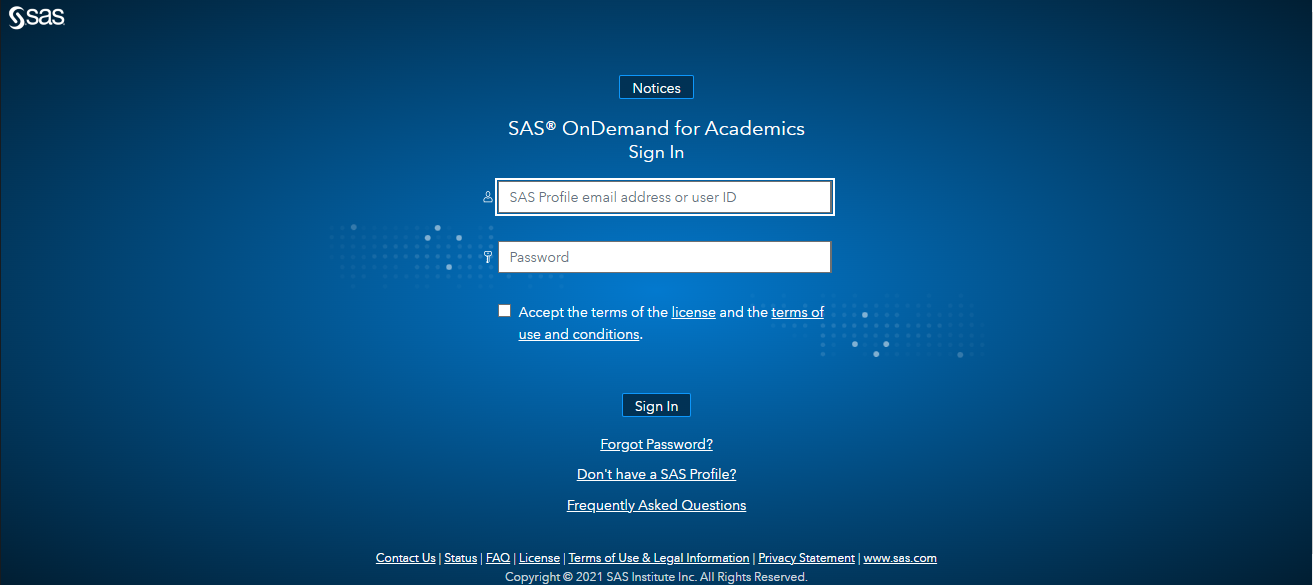 sas
Notices
SAS® OnDemand for Academics
Sign In
SAS Profile email address or user ID
Password
Accept the terms of the license and the terms of
use and conditions.
Sign In
Forgot Password?
Don't have a SAS Profile?
Frequently Asked Questions
Contact Us | Status | FAQ | License | Terms of Use & Legal Information | Privacy Statement | www.sas.com
Copyright © 2021 SAS Institute Inc. All Rights Reserved.